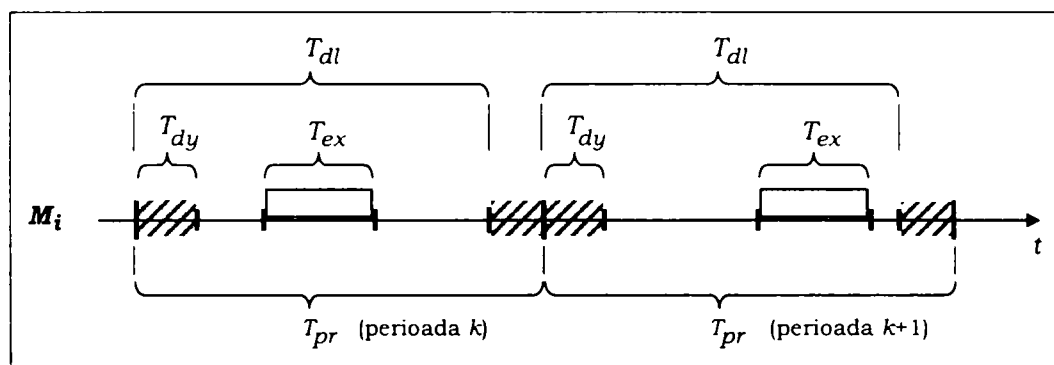 T_dl T_dl
T_dy T_ex T_dy T_ex
M_i
t
T_pr (perioada k) T_pr (perioada k+1)